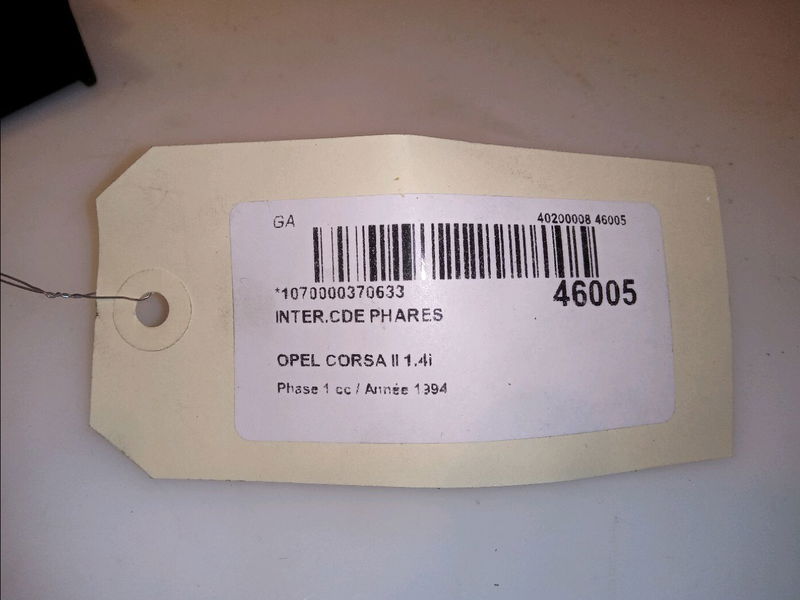 GA
40200008 46005
*1070000370633
46005
INTER.CDE PHARES
OPEL CORSA II 1.4i
Phase 1 cc / Année 1994